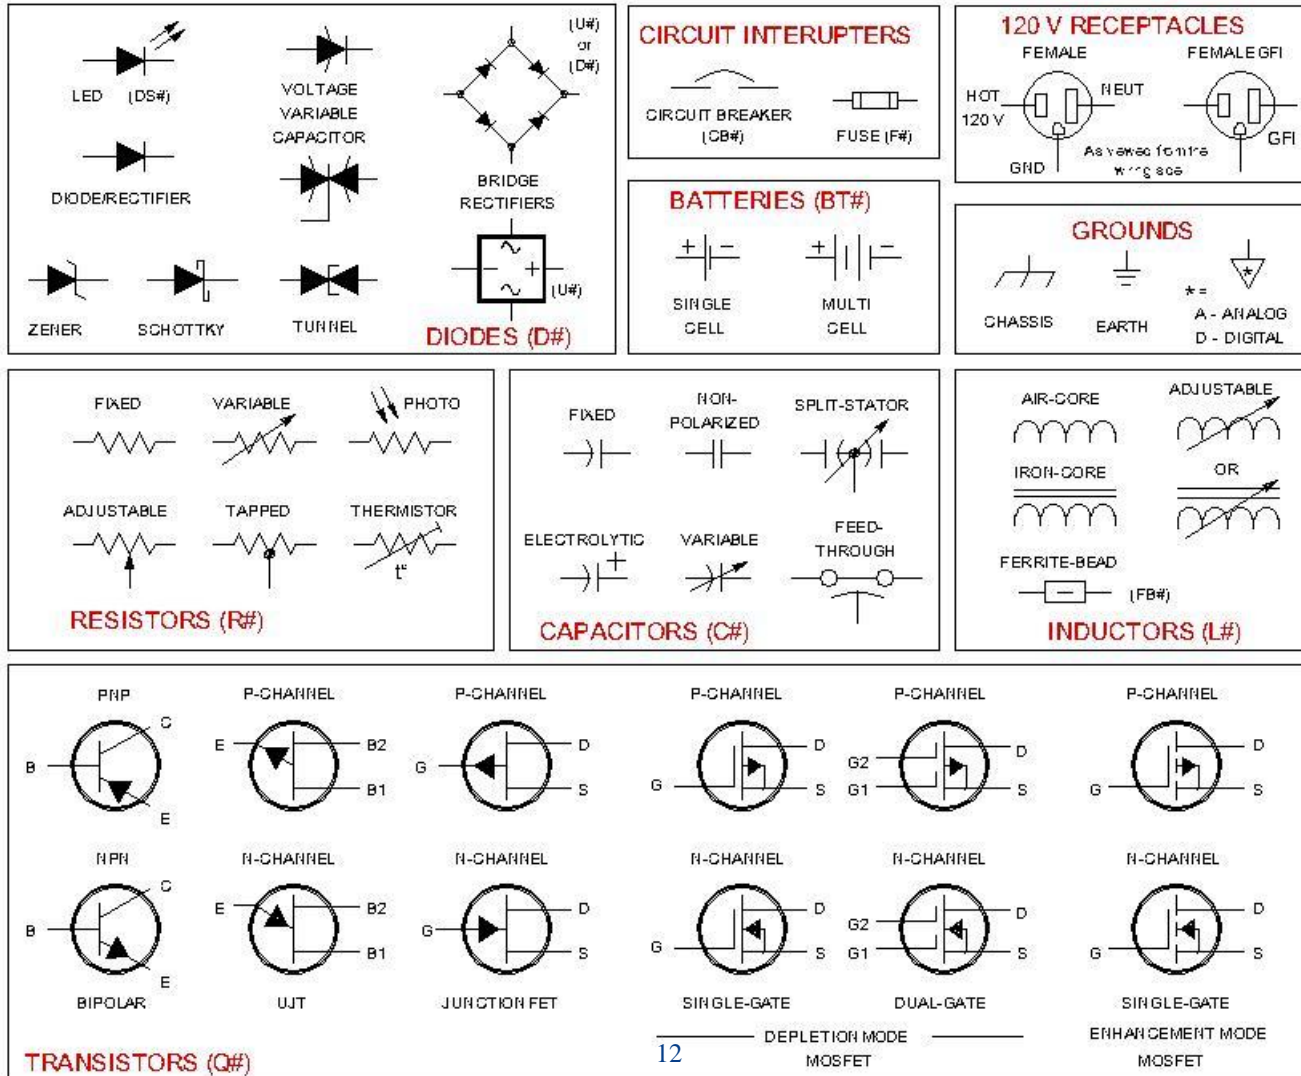 LED (DS#)
VOLTAGE
VARIABLE
CAPACITOR
(U#)
or
(D#)
DIODE/RECTIFIER
BRIDGE
RECTIFIERS
ZENER
SCHOTTKY
TUNNEL
- +
(U#)
DIODES (D#)
CIRCUIT INTERUPTERS
CIRCUIT BREAKER
(CB#)
FUSE (F#)
120 V RECEPTACLES
FEMALE
FEMALE GFI
HOT
120 V
NEUT
GND
GFI
As viewed from the
BATTERIES (BT#)
+ - + -
SINGLE
CELL
MULTI
CELL
GROUNDS
CHASSIS
EARTH
*
* =
A - ANALOG
D - DIGITAL
FIXED
VARIABLE
PHOTO
ADJUSTABLE
TAPPED
THERMISTOR
t°
RESISTORS (R#)
FIXED
NON-
POLARIZED
SPLIT-STATOR
ELECTROLYTIC
+
VARIABLE
FEED-
THROUGH
CAPACITORS (C#)
AIR-CORE
ADJUSTABLE
IRON-CORE
OR
FERRITE-BEAD
(FB#)
INDUCTORS (L#)
PNP P-CHANNEL P-CHANNEL P-CHANNEL P-CHANNEL P-CHANNEL
B C E
E B2 B1
G D S
G D S
G2 G1 D S
G D S
NPN N-CHANNEL N-CHANNEL N-CHANNEL N-CHANNEL N-CHANNEL
B C E
E B2 B1
G D S
G D S
G2 G1 D S
G D S
BIPOLAR UJT JUNCTION FET SINGLE-GATE DUAL-GATE SINGLE-GATE
DEPLETION MODE
MOSFET
ENHANCEMENT MODE
MOSFET
12
TRANSISTORS (Q#)